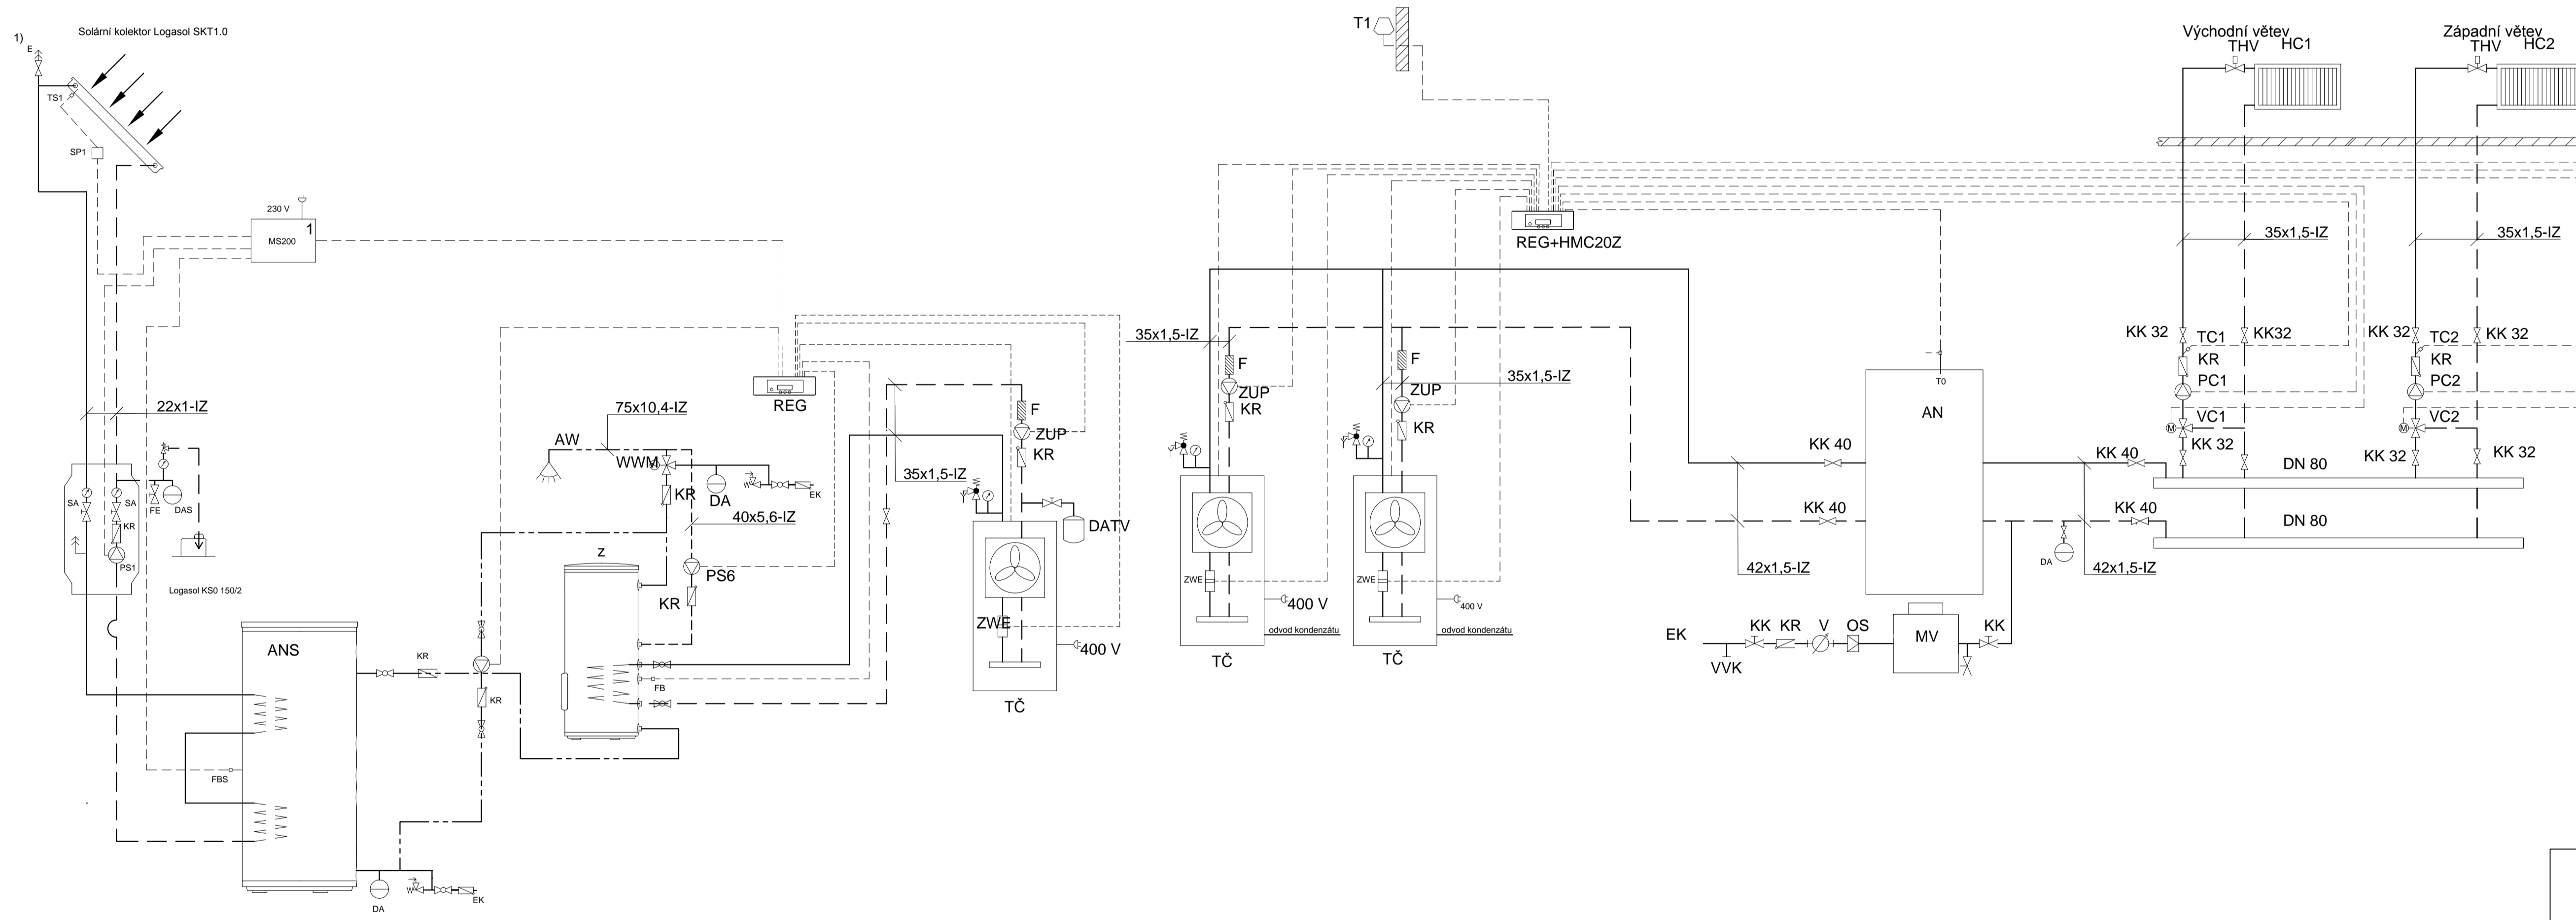 1)
Solární kolektor Logasol SKT1.0
E
TS1
SP1
230 V
MS200
1
22x1-IZ
SA
SA
FE
DAS
KR
PS1
Logasol KS0 150/2
ANS
FBS
DA
W
EK
KR
KR
REG
75x10,4-IZ
AW
WWM
KR
DA
W
EK
40x5,6-IZ
z
PS6
KR
FB
35x1,5-IZ
F
ZUP
KR
DATV
ZWE
400 V
TČ
T1
REG+HMC20Z
35x1,5-IZ
F
ZUP
KR
ZWE
400 V
odvod kondenzátu
TČ
F
35x1,5-IZ
ZUP
KR
ZWE
400 V
odvod kondenzátu
TČ
T0
AN
KK 40
KK 40
42x1,5-IZ
KK 40
KK 40
DA
42x1,5-IZ
EK
KK
KR
V
OS
MV
KK
VVK
Východní větev
THV
HC1
35x1,5-IZ
KK 32
TC1
KK32
KR
PC1
VC1
M
KK 32
DN 80
DN 80
Západní větev
THV
HC2
35x1,5-IZ
KK 32
TC2
KK 32
KR
PC2
VC2
M
KK 32
KK 32